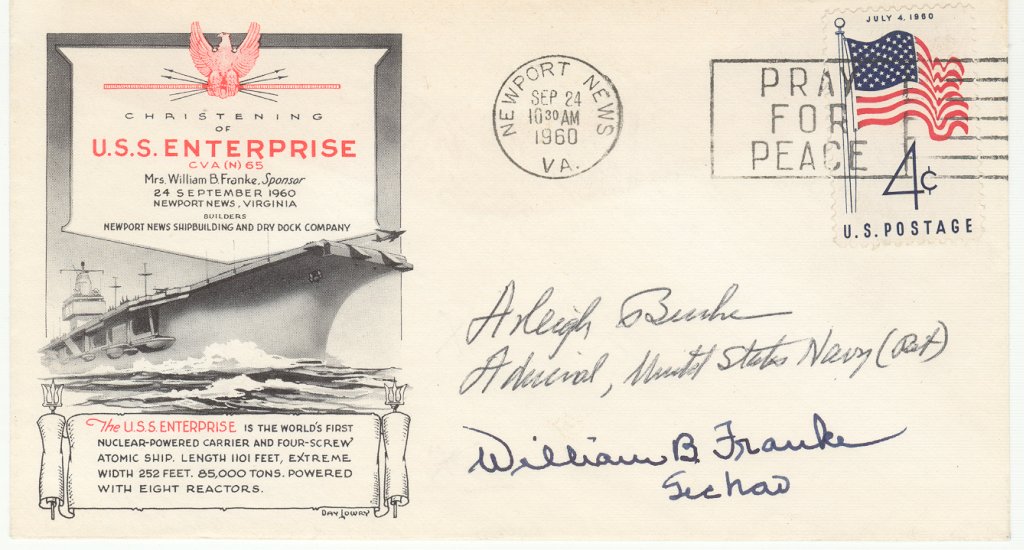 CHRISTENING
OF
U.S.S. ENTERPRISE
CVA (N) 65
Mrs. William B. Franke, Sponsor
24 SEPTEMBER 1960
NEWPORT NEWS, VIRGINIA
BUILDERS
NEWPORT NEWS SHIPBUILDING AND DRY DOCK COMPANY
The U.S.S. ENTERPRISE IS THE WORLD'S FIRST
NUCLEAR-POWERED CARRIER AND FOUR-SCREW
ATOMIC SHIP. LENGTH 1101 FEET, EXTREME
WIDTH 252 FEET. 85,000 TONS. POWERED
WITH EIGHT REACTORS.
DAY LOWRY
NEWPORT NEWS
SEP 24
10 30 AM
1960
VA.
PRAY
FOR
PEACE
JULY 4, 1960
4¢
U.S. POSTAGE
Arleigh Burke
Admiral, United States Navy (Ret)
William B. Franke
SecNav